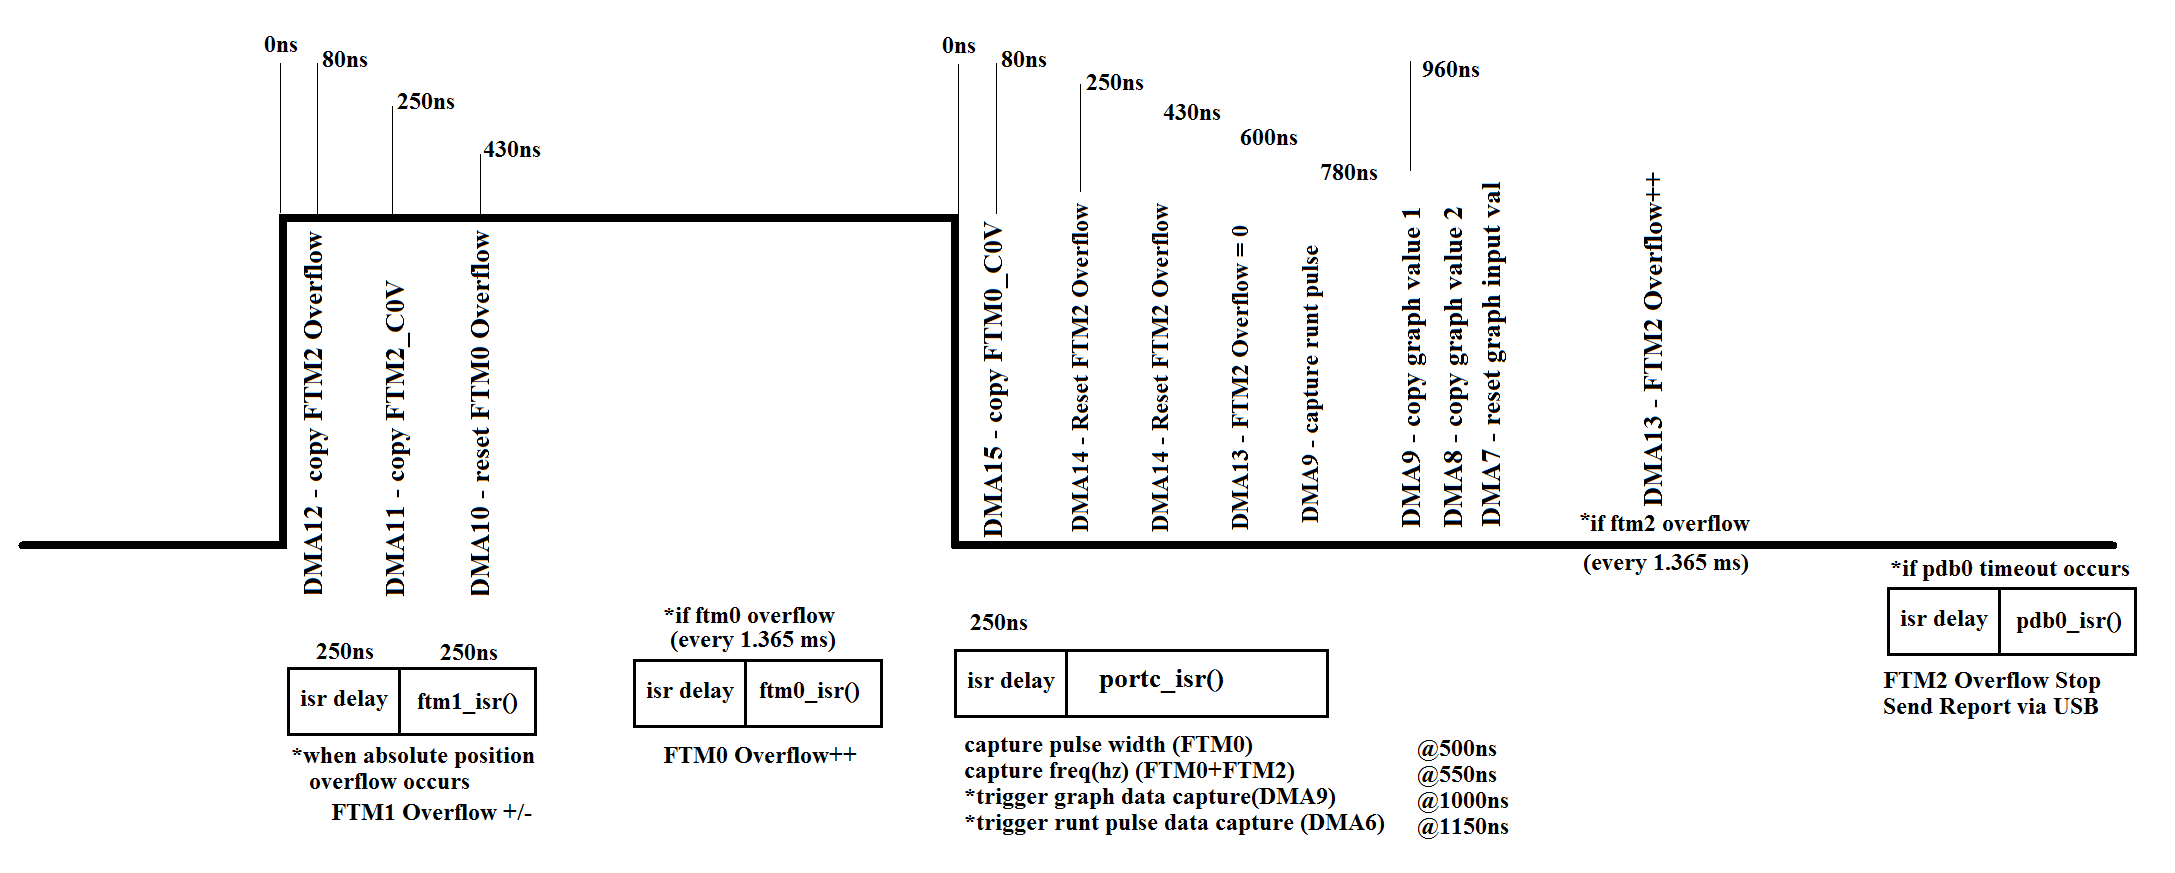 0ns
80ns
250ns
430ns
0ns
80ns
250ns
430ns
600ns
780ns
960ns
DMA12 - copy FTM2 Overflow
DMA11 - copy FTM2_C0V
DMA10 - reset FTM0 Overflow
DMA15 - copy FTM0_C0V
DMA14 - Reset FTM2 Overflow
DMA14 - Reset FTM2 Overflow
DMA13 - FTM2 Overflow = 0
DMA9 - capture runt pulse
DMA9 - copy graph value 1
DMA8 - copy graph value 2
DMA7 - reset graph input val
DMA13 - FTM2 Overflow++
*if ftm2 overflow
(every 1.365 ms)
250ns
250ns
isr delay
ftm1_isr()
*when absolute position
overflow occurs
FTM1 Overflow +/-
*if ftm0 overflow
(every 1.365 ms)
isr delay
ftm0_isr()
FTM0 Overflow++
250ns
isr delay
portc_isr()
capture pulse width (FTM0) @500ns
capture freq(hz) (FTM0+FTM2) @550ns
*trigger graph data capture(DMA9) @1000ns
*trigger runt pulse data capture (DMA6) @1150ns
*if pdb0 timeout occurs
isr delay
pdb0_isr()
FTM2 Overflow Stop
Send Report via USB